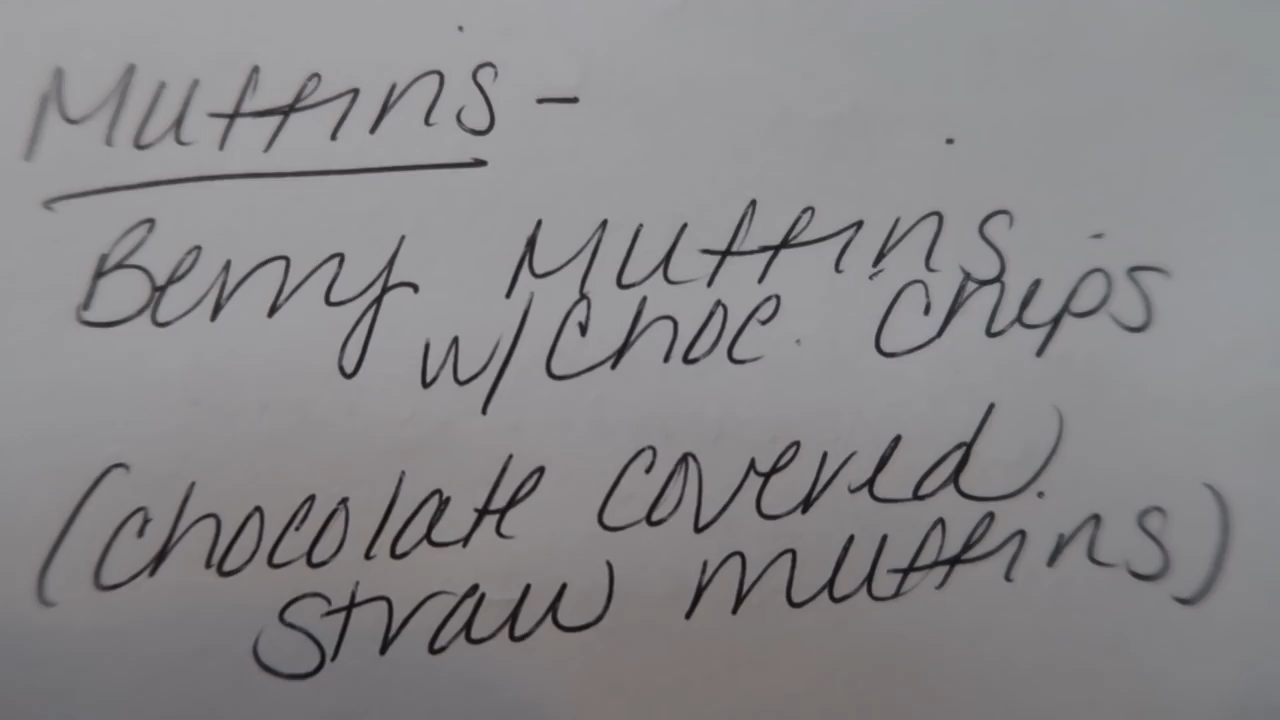 Muffins -
Berry Muffins
w/choc. chips
(chocolate covered
straw muffins)